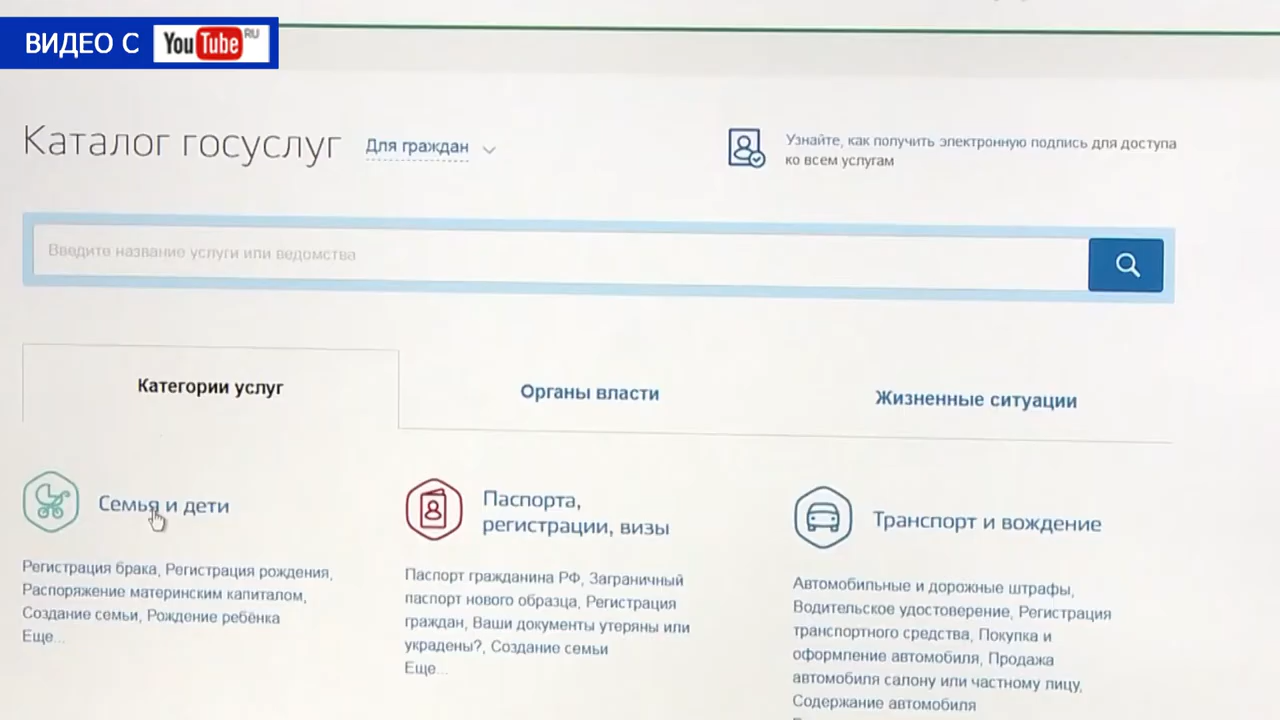 ВИДЕО С YouTube RU
Каталог госуслуг
Для граждан
Узнайте, как получить электронную подпись для доступа
ко всем услугам
Введите название услуги или ведомства
Категории услуг
Органы власти
Жизненные ситуации
Семья и дети
Регистрация брака, Регистрация рождения,
Распоряжение материнским капиталом,
Создание семьи, Рождение ребёнка
Еще...
Паспорта,
регистрации, визы
Паспорт гражданина РФ, Заграничный
паспорт нового образца, Регистрация
граждан, Ваши документы утеряны или
украдены?, Создание семьи
Еще...
Транспорт и вождение
Автомобильные и дорожные штрафы,
Водительское удостоверение, Регистрация
транспортного средства, Покупка и
оформление автомобиля, Продажа
автомобиля салону или частному лицу,
Содержание автомобиля